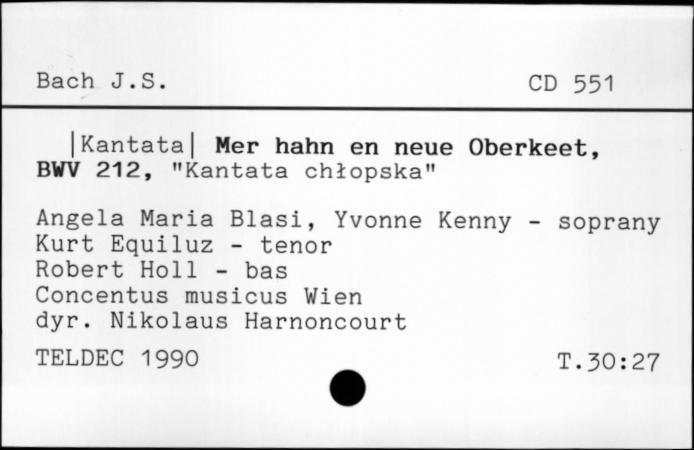 Bach J.S.
CD 551
|Kantata| Mer hahn en neue Oberkeet,
BWV 212, "Kantata chłopska"
Angela Maria Blasi, Yvonne Kenny - soprany
Kurt Equiluz - tenor
Robert Holl - bas
Concentus musicus Wien
dyr. Nikolaus Harnoncourt
TELDEC 1990
T.30:27